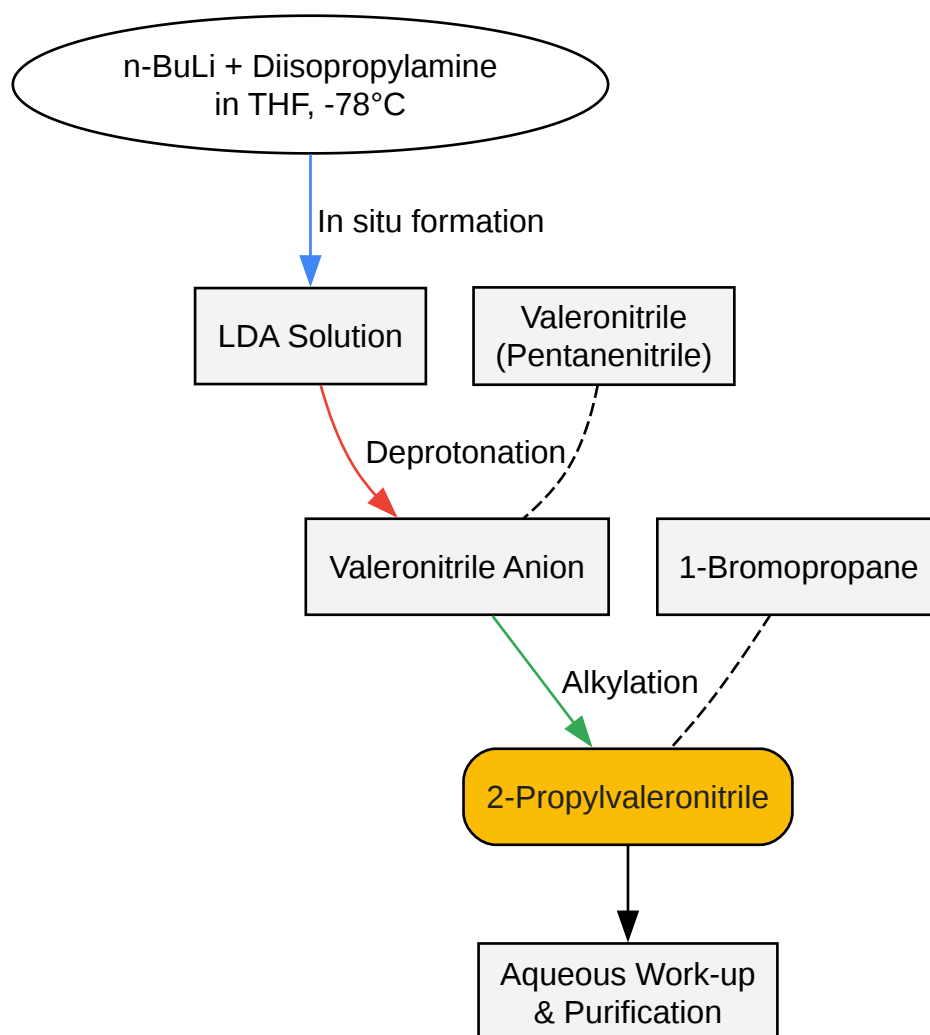 n-BuLi + Diisopropylamine
in THF, -78°C
In situ formation
LDA Solution
Valeronitrile
(Pentanenitrile)
Deprotonation
Valeronitrile Anion
1-Bromopropane
Alkylation
2-Propylvaleronitrile
Aqueous Work-up
& Purification